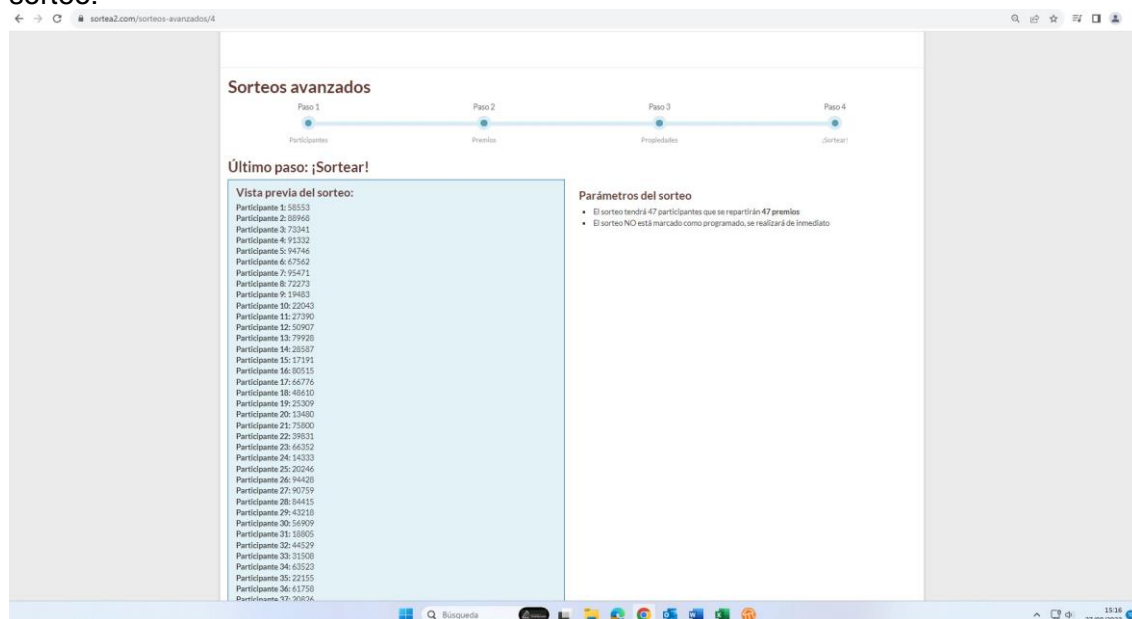 sorteo.
sortea2.com/sorteos-avanzados/4
Sorteos avanzados
Paso 1 Paso 2 Paso 3 Paso 4
Participantes Premios Propiedades ¡Sortear!
Último paso: ¡Sortear!
Vista previa del sorteo:
Participante 1: 58553
Participante 2: 88968
Participante 3: 73341
Participante 4: 91332
Participante 5: 94746
Participante 6: 67562
Participante 7: 95471
Participante 8: 72273
Participante 9: 19483
Participante 10: 22043
Participante 11: 27390
Participante 12: 50907
Participante 13: 79928
Participante 14: 28587
Participante 15: 17191
Participante 16: 80515
Participante 17: 66776
Participante 18: 48610
Participante 19: 25309
Participante 20: 13480
Participante 21: 75800
Participante 22: 39831
Participante 23: 66352
Participante 24: 14333
Participante 25: 20246
Participante 26: 94428
Participante 27: 90759
Participante 28: 84415
Participante 29: 43218
Participante 30: 56909
Participante 31: 18805
Participante 32: 44529
Participante 33: 31508
Participante 34: 63523
Participante 35: 22155
Participante 36: 61758
Participante 37: 20826
Parámetros del sorteo
El sorteo tendrá 47 participantes que se repartirán 47 premios
El sorteo NO está marcado como programado, se realizará de inmediato
Búsqueda
15:16